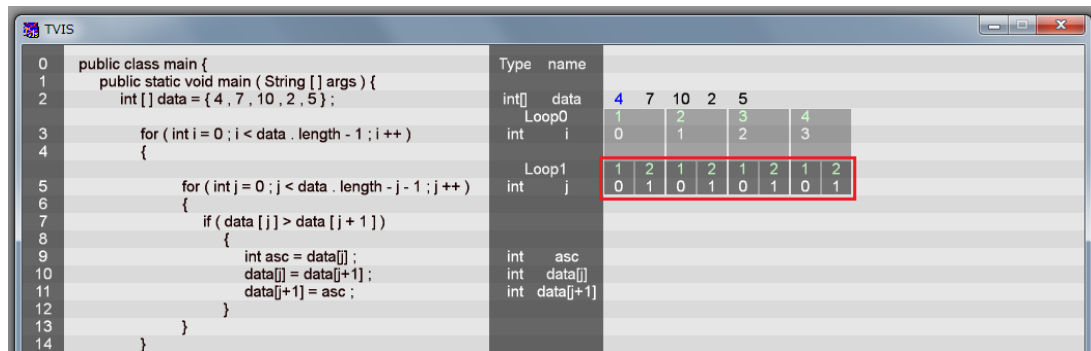 TVIS
0 public class main { Type name
1 public static void main ( String [ ] args ) {
2 int [ ] data = { 4 , 7 , 10 , 2 , 5 } ; int[] data 4 7 10 2 5
Loop0 1 2 3 4
3 for ( int i = 0 ; i < data . length - 1 ; i ++ ) int i 0 1 2 3
4 {
Loop1 1 2 1 2 1 2 1 2
5 for ( int j = 0 ; j < data . length - j - 1 ; j ++ ) int j 0 1 0 1 0 1 0 1
6 {
7 if ( data [ j ] > data [ j + 1 ] )
8 {
9 int asc = data[j] ; int asc
10 data[j] = data[j+1] ; int data[j]
11 data[j+1] = asc ; int data[j+1]
12 }
13 }
14 }